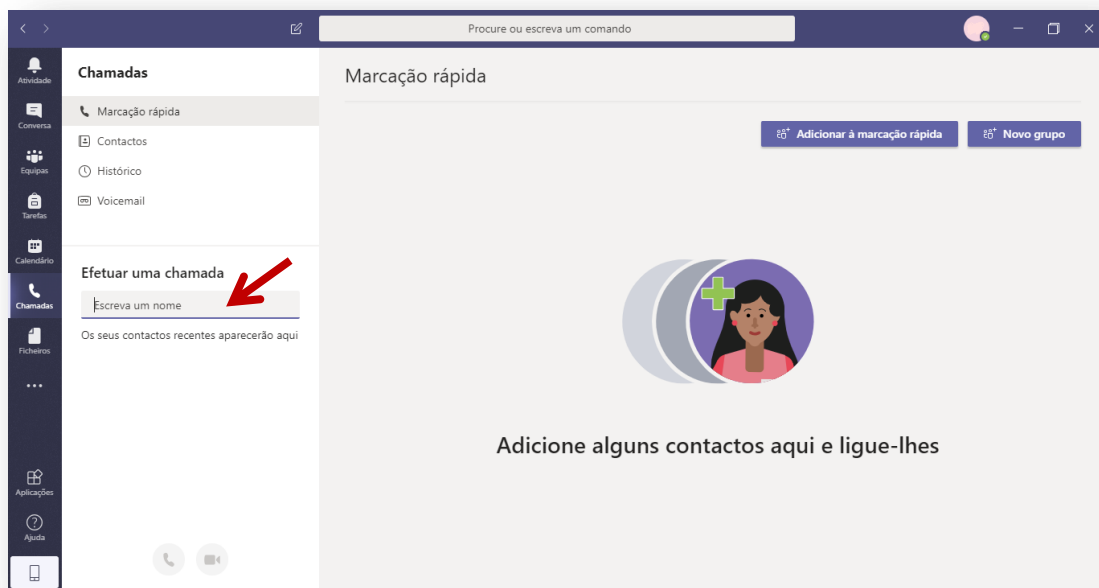 Procure ou escreva um comando
Atividade
Conversa
Equipas
Tarefas
Calendário
Chamadas
Ficheiros
Aplicações
Ajuda
Chamadas
Marcação rápida
Contactos
Histórico
Voicemail
Efetuar uma chamada
Escreva um nome
Os seus contactos recentes aparecerão aqui
Marcação rápida
Adicionar à marcação rápida
Novo grupo
Adicione alguns contactos aqui e ligue-lhes